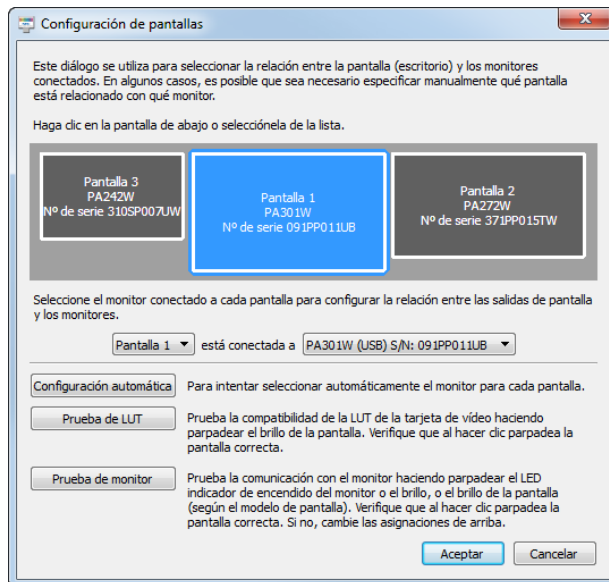 Configuración de pantallas
Este diálogo se utiliza para seleccionar la relación entre la pantalla (escritorio) y los monitores
conectados. En algunos casos, es posible que sea necesario especificar manualmente qué pantalla
está relacionado con qué monitor.
Haga clic en la pantalla de abajo o selecciónela de la lista.
Pantalla 3
PA242W
Nº de serie 310SP007UW
Pantalla 1
PA301W
Nº de serie 091PP011UB
Pantalla 2
PA272W
Nº de serie 371PP015TW
Seleccione el monitor conectado a cada pantalla para configurar la relación entre las salidas de pantalla
y los monitores.
Pantalla 1 está conectada a PA301W (USB) S/N: 091PP011UB
Configuración automática Para intentar seleccionar automáticamente el monitor para cada pantalla.
Prueba de LUT Prueba la compatibilidad de la LUT de la tarjeta de vídeo haciendo
parpadear el brillo de la pantalla. Verifique que al hacer clic parpadea la
pantalla correcta.
Prueba de monitor Prueba la comunicación con el monitor haciendo parpadear el LED
indicador de encendido del monitor o el brillo, o el brillo de la pantalla
(según el modelo de pantalla). Verifique que al hacer clic parpadea la
pantalla correcta. Si no, cambie las asignaciones de arriba.
Aceptar Cancelar